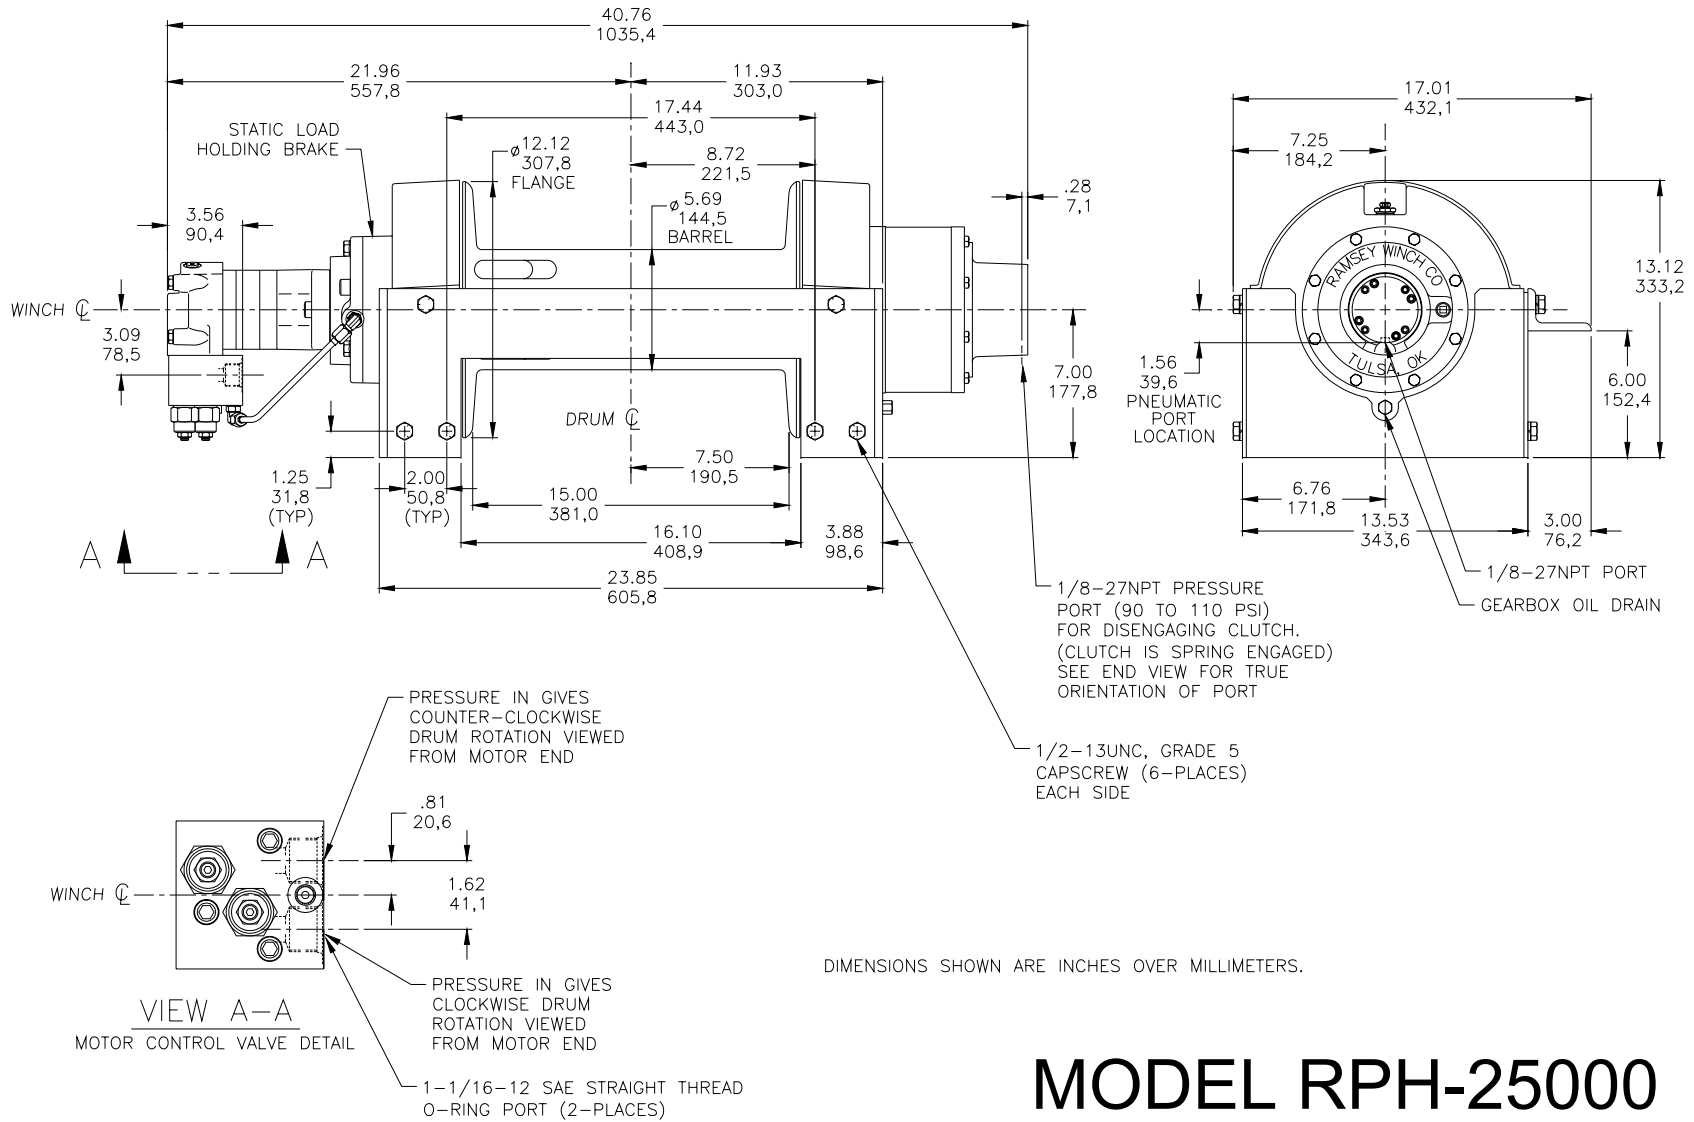 40.76
1035,4
21.96
557,8
11.93
303,0
17.44
443,0
STATIC LOAD
HOLDING BRAKE
ø12.12
307,8
FLANGE
8.72
221,5
ø5.69
144,5
BARREL
.28
7,1
3.56
90,4
WINCH ℄
3.09
78,5
DRUM ℄
7.00
177,8
1.25
31,8
(TYP)
2.00
50,8
(TYP)
7.50
190,5
15.00
381,0
16.10
408,9
3.88
98,6
23.85
605,8
A
A
17.01
432,1
7.25
184,2
RAMSEY WINCH CO
TULSA, OK
13.12
333,2
1.56
39,6
PNEUMATIC
PORT
LOCATION
6.00
152,4
6.76
171,8
13.53
343,6
3.00
76,2
1/8-27NPT PORT
GEARBOX OIL DRAIN
1/8-27NPT PRESSURE
PORT (90 TO 110 PSI)
FOR DISENGAGING CLUTCH.
(CLUTCH IS SPRING ENGAGED)
SEE END VIEW FOR TRUE
ORIENTATION OF PORT
1/2-13UNC, GRADE 5
CAPSCREW (6-PLACES)
EACH SIDE
PRESSURE IN GIVES
COUNTER-CLOCKWISE
DRUM ROTATION VIEWED
FROM MOTOR END
.81
20,6
1.62
41,1
WINCH ℄
PRESSURE IN GIVES
CLOCKWISE DRUM
ROTATION VIEWED
FROM MOTOR END
VIEW A-A
MOTOR CONTROL VALVE DETAIL
1-1/16-12 SAE STRAIGHT THREAD
O-RING PORT (2-PLACES)
DIMENSIONS SHOWN ARE INCHES OVER MILLIMETERS.
MODEL RPH-25000